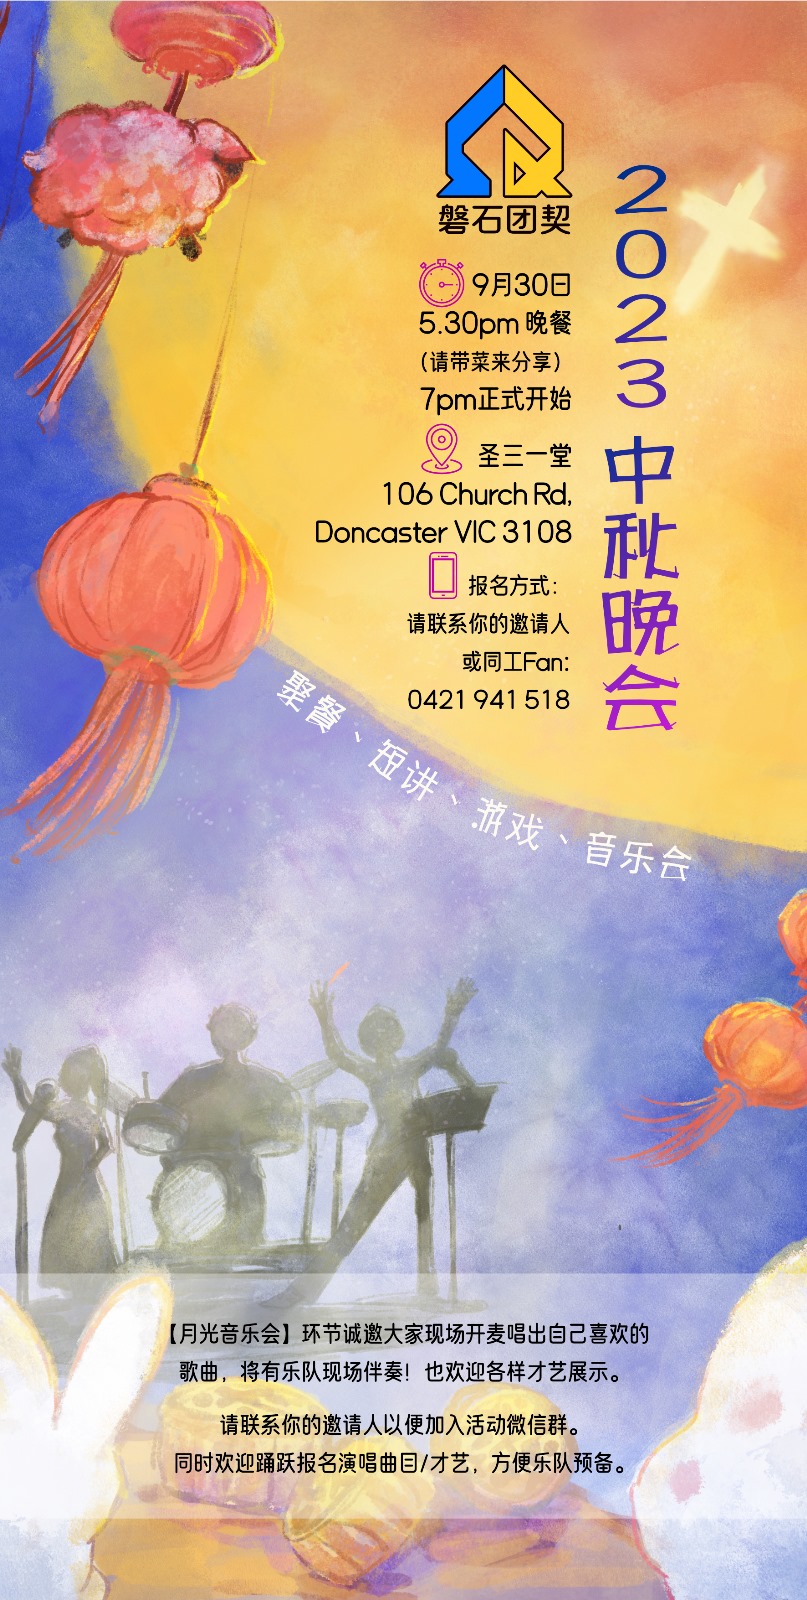 磐石团契
2023中秋晚会
9月30日
5.30pm 晚餐
(请带菜来分享)
7pm正式开始
圣三一堂
106 Church Rd,
Doncaster VIC 3108
报名方式:
请联系你的邀请人
或同工Fan:
0421 941 518
聚餐、短讲、游戏、音乐会
【月光音乐会】环节诚邀大家现场开麦唱出自己喜欢的
歌曲，将有乐队现场伴奏！也欢迎各样才艺展示。
请联系你的邀请人以便加入活动微信群。
同时欢迎踊跃报名演唱曲目/才艺，方便乐队预备。